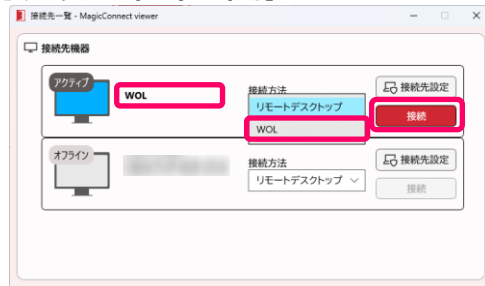 接続先一覧 - MagicConnect viewer
接続先機器
アクティブ
WOL
接続方法
リモートデスクトップ
WOL
接続先設定
接続
オフライン
接続方法
リモートデスクトップ
接続先設定
接続